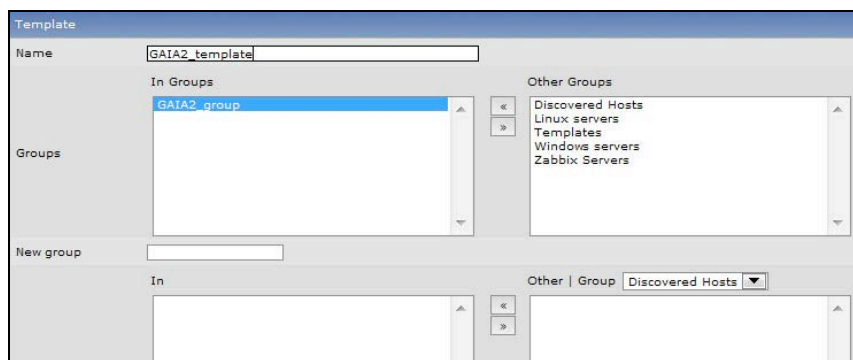 Template
Name GAIA2_template
In Groups Other Groups
Groups
GAIA2_group
«
»
Discovered Hosts
Linux servers
Templates
Windows servers
Zabbix Servers
New group
In Other | Group Discovered Hosts
«
»